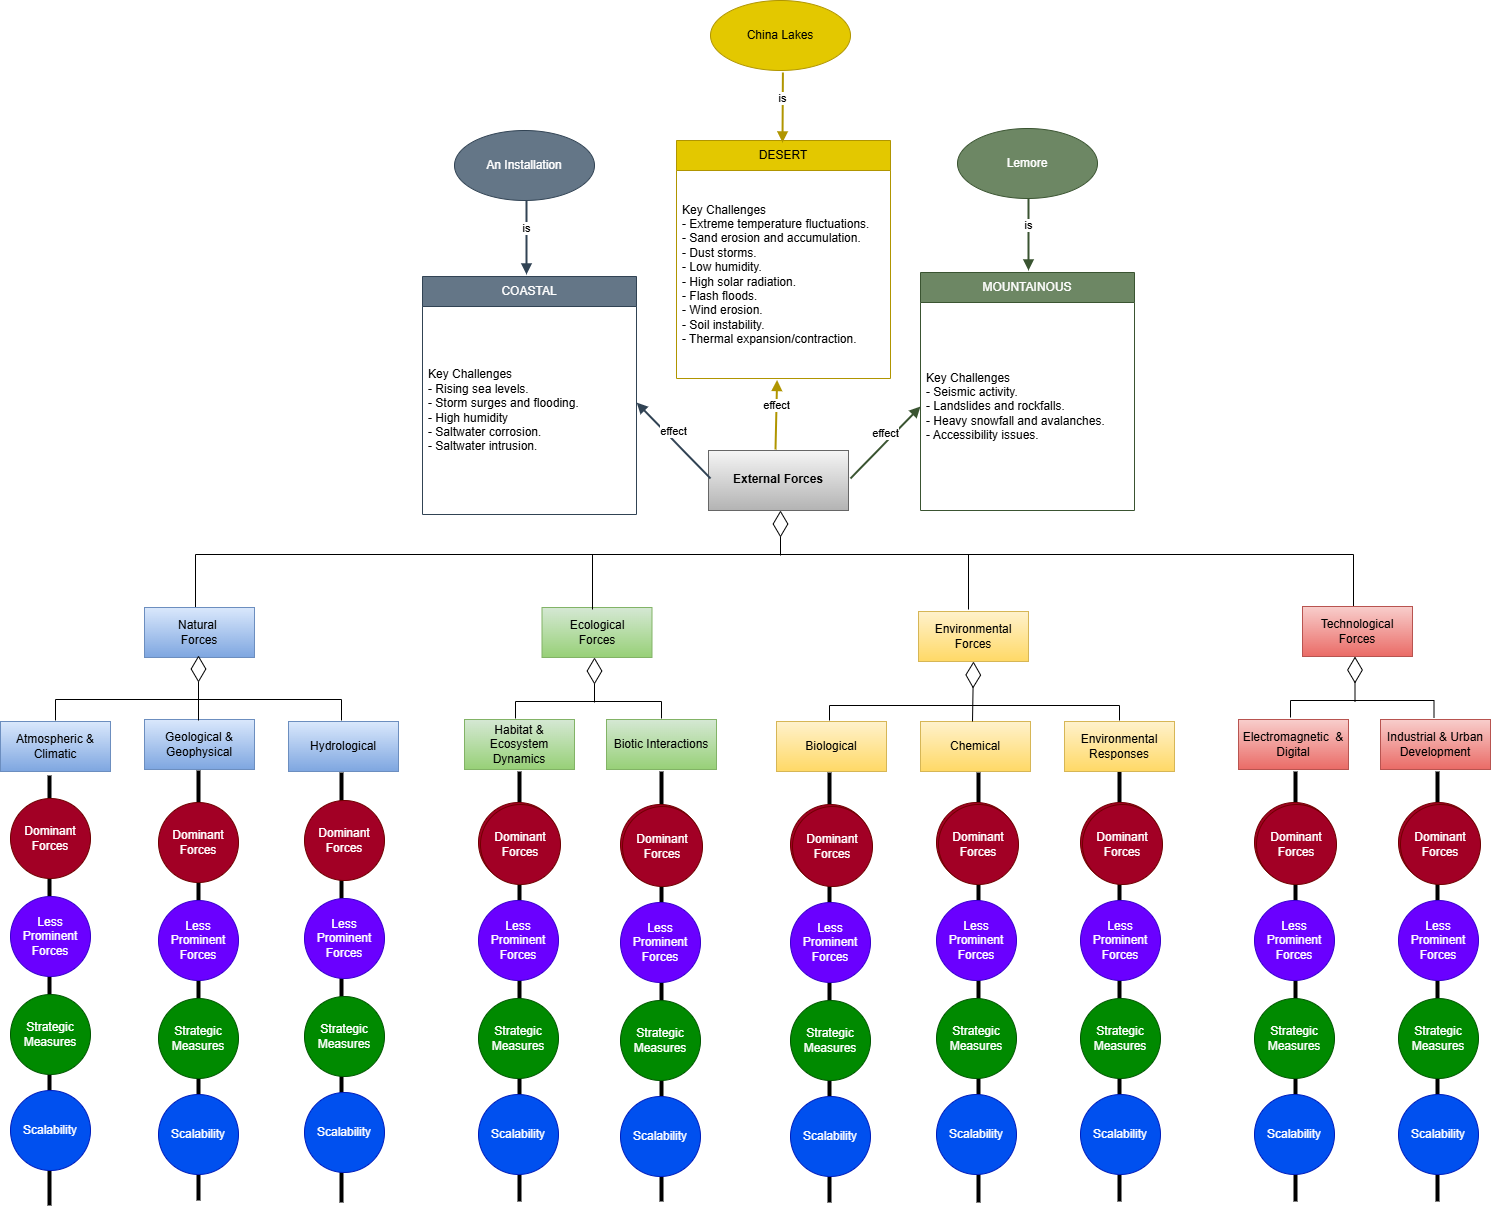 China Lakes
is
An Installation
is
Lemore
is
DESERT
Key Challenges
- Extreme temperature fluctuations.
- Sand erosion and accumulation.
- Dust storms.
- Low humidity.
- High solar radiation.
- Flash floods.
- Wind erosion.
- Soil instability.
- Thermal expansion/contraction.
COASTAL
Key Challenges
- Rising sea levels.
- Storm surges and flooding.
- High humidity
- Saltwater corrosion.
- Saltwater intrusion.
MOUNTAINOUS
Key Challenges
- Seismic activity.
- Landslides and rockfalls.
- Heavy snowfall and avalanches.
- Accessibility issues.
effect
effect
effect
External Forces
Natural
Forces
Ecological
Forces
Environmental
Forces
Technological
Forces
Atmospheric &
Climatic
Geological &
Geophysical
Hydrological
Habitat &
Ecosystem
Dynamics
Biotic Interactions
Biological
Chemical
Environmental
Responses
Electromagnetic &
Digital
Industrial & Urban
Development
Dominant
Forces
Dominant
Forces
Dominant
Forces
Dominant
Forces
Dominant
Forces
Dominant
Forces
Dominant
Forces
Dominant
Forces
Dominant
Forces
Dominant
Forces
Less
Prominent
Forces
Less
Prominent
Forces
Less
Prominent
Forces
Less
Prominent
Forces
Less
Prominent
Forces
Less
Prominent
Forces
Less
Prominent
Forces
Less
Prominent
Forces
Less
Prominent
Forces
Less
Prominent
Forces
Strategic
Measures
Strategic
Measures
Strategic
Measures
Strategic
Measures
Strategic
Measures
Strategic
Measures
Strategic
Measures
Strategic
Measures
Strategic
Measures
Strategic
Measures
Scalability
Scalability
Scalability
Scalability
Scalability
Scalability
Scalability
Scalability
Scalability
Scalability